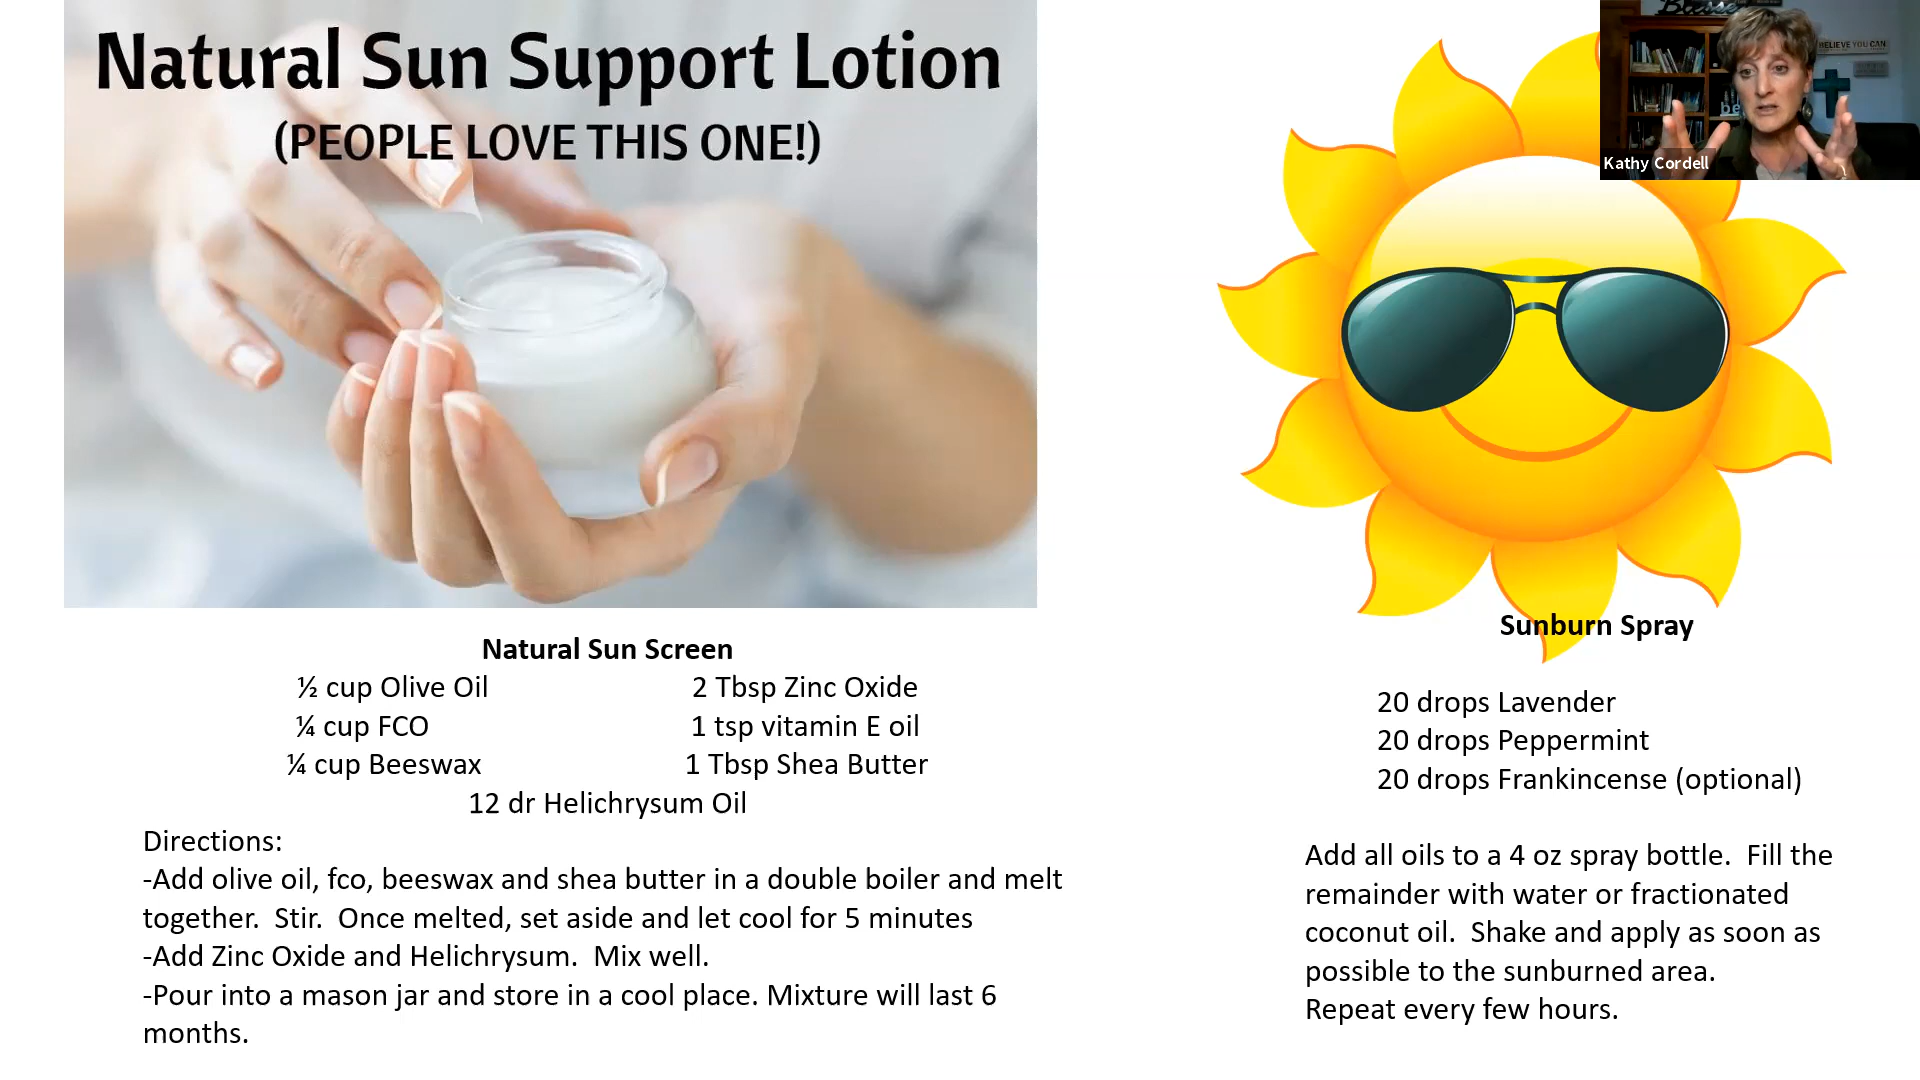 Natural Sun Support Lotion
(PEOPLE LOVE THIS ONE!)
BELIEVE YOU CAN
be
Kathy Cordell
Natural Sun Screen
½ cup Olive Oil 2 Tbsp Zinc Oxide
¼ cup FCO 1 tsp vitamin E oil
¼ cup Beeswax 1 Tbsp Shea Butter
12 dr Helichrysum Oil
Directions:
-Add olive oil, fco, beeswax and shea butter in a double boiler and melt
together. Stir. Once melted, set aside and let cool for 5 minutes
-Add Zinc Oxide and Helichrysum. Mix well.
-Pour into a mason jar and store in a cool place. Mixture will last 6
months.
Sunburn Spray
20 drops Lavender
20 drops Peppermint
20 drops Frankincense (optional)
Add all oils to a 4 oz spray bottle. Fill the
remainder with water or fractionated
coconut oil. Shake and apply as soon as
possible to the sunburned area.
Repeat every few hours.